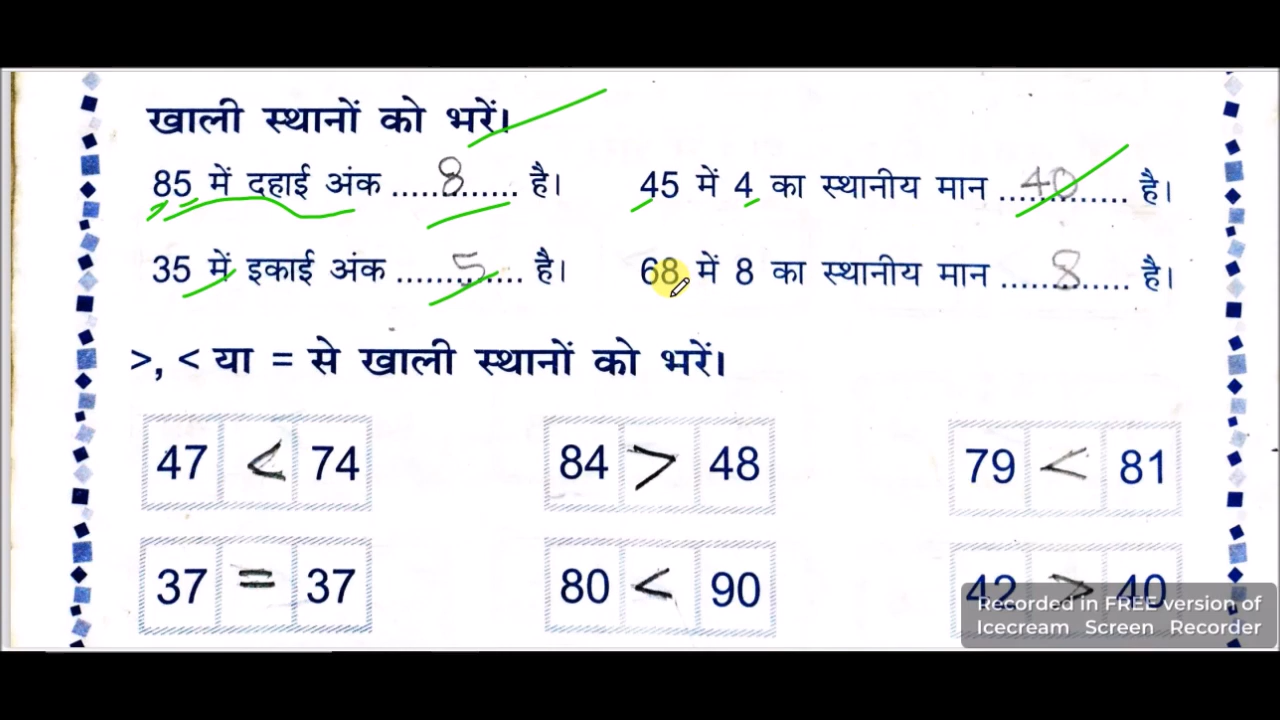 खाली स्थानों को भरें।
85 में दहाई अंक ......8....... है।
45 में 4 का स्थानीय मान ...40....... है।
35 में इकाई अंक .......5..... है।
68 में 8 का स्थानीय मान .......8..... है।
>, < या = से खाली स्थानों को भरें।
47 < 74
84 > 48
79 < 81
37 = 37
80 < 90
42 > 40
Recorded in FREE version of
Icecream Screen Recorder